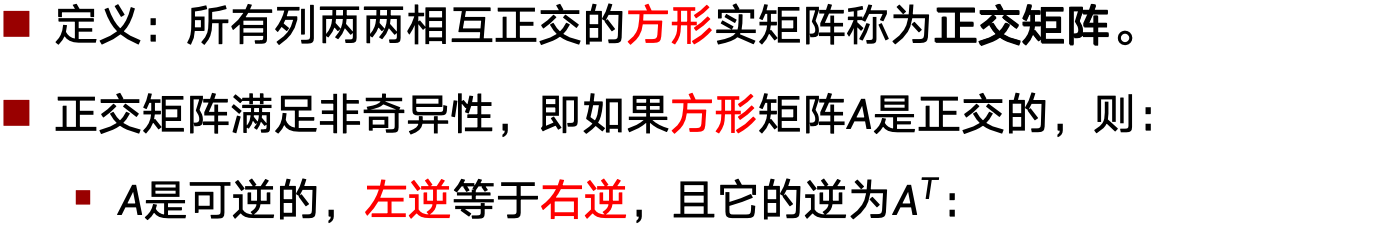 定义：所有列两两相互正交的方形实矩阵称为正交矩阵。
正交矩阵满足非奇异性，即如果方形矩阵A是正交的，则：
A是可逆的，左逆等于右逆，且它的逆为Aᵀ：